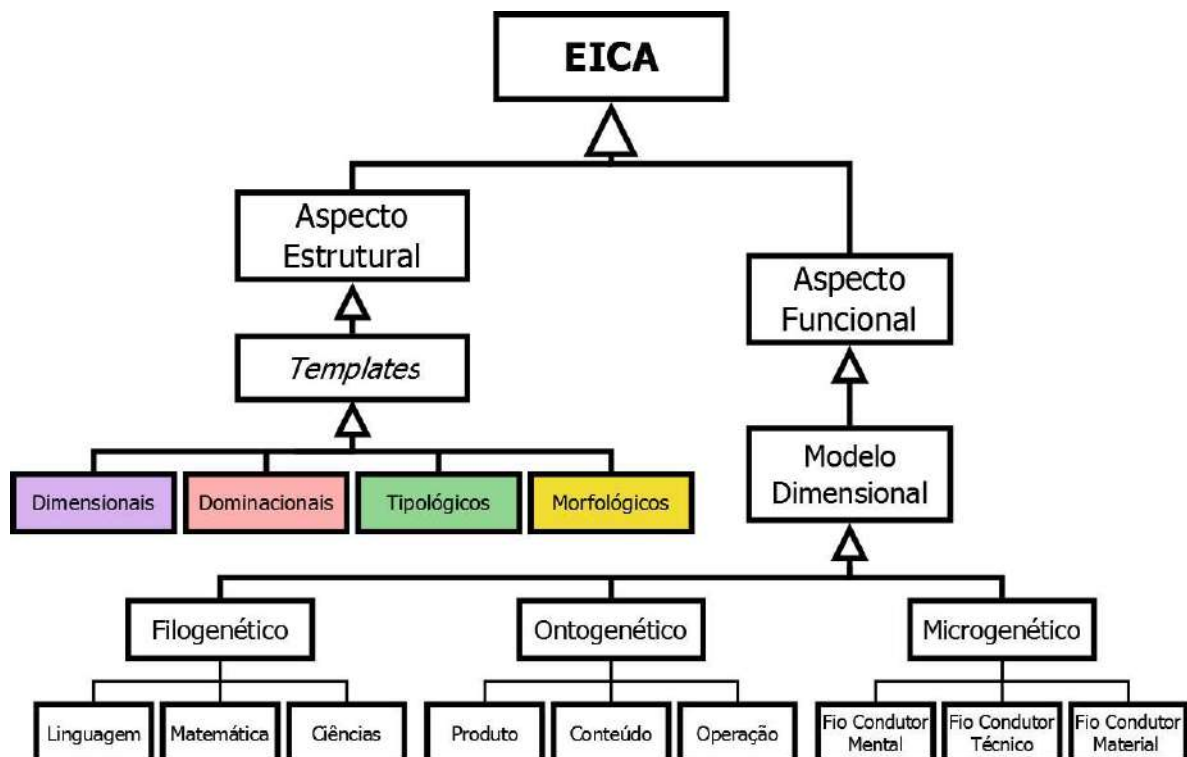 EICA
Aspecto
Estrutural
Aspecto
Funcional
Templates
Modelo
Dimensional
Dimensionais
Dominacionais
Tipológicos
Morfológicos
Filogenético
Ontogenético
Microgenético
Linguagem
Matemática
Ciências
Produto
Conteúdo
Operação
Fio Condutor
Mental
Fio Condutor
Técnico
Fio Condutor
Material